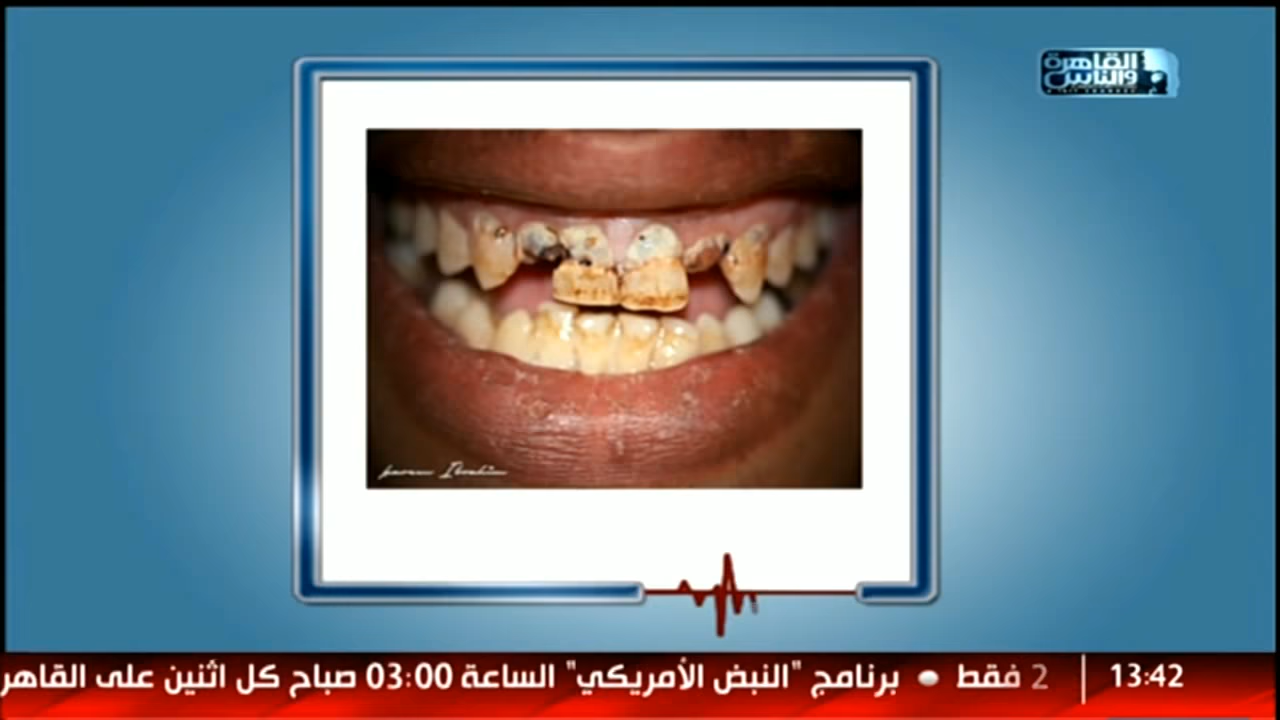 القاهرة
والناس
13:42
2 فقط • برنامج "النبض الأمريكي" الساعة 03:00 صباح كل اثنين على القاهر